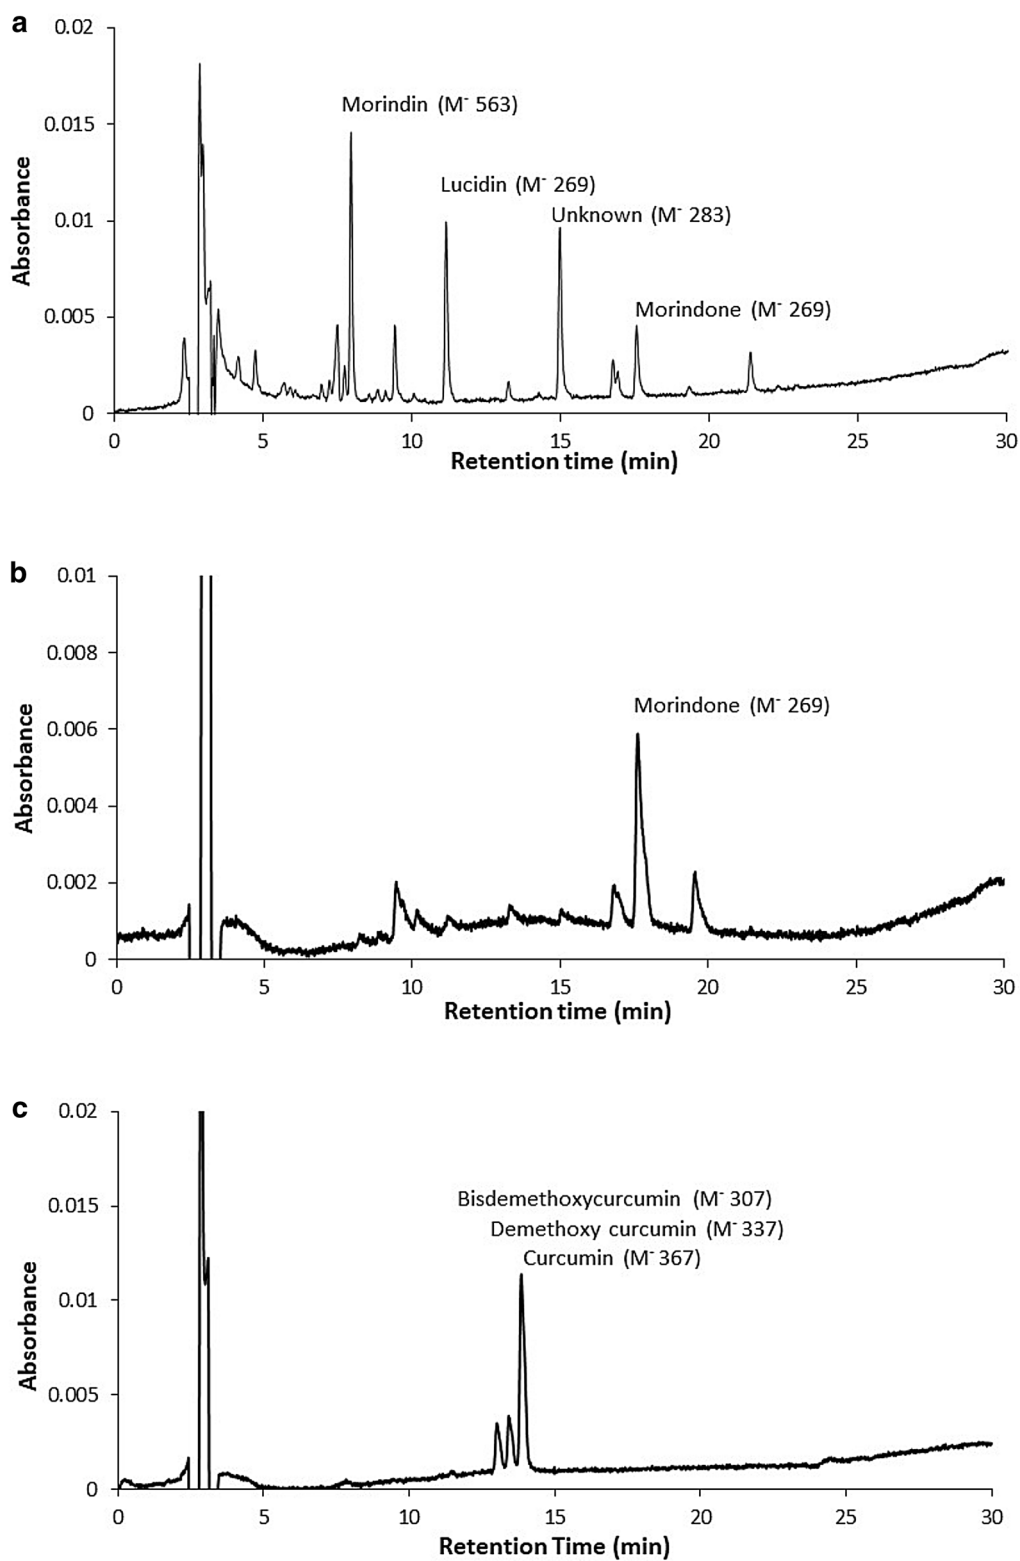 a
0.02
Morindin (M- 563)
0.015
Lucidin (M- 269)
Unknown (M- 283)
0.01
Morindone (M- 269)
0.005
0
0 5 10 15 20 25 30
Absorbance
Retention time (min)
b
0.01
0.008
Morindone (M- 269)
0.006
0.004
0.002
0
0 5 10 15 20 25 30
Absorbance
Retention time (min)
c
0.02
Bisdemethoxycurcumin (M- 307)
0.015
Demethoxy curcumin (M- 337)
Curcumin (M- 367)
0.01
0.005
0
0 5 10 15 20 25 30
Absorbance
Retention Time (min)